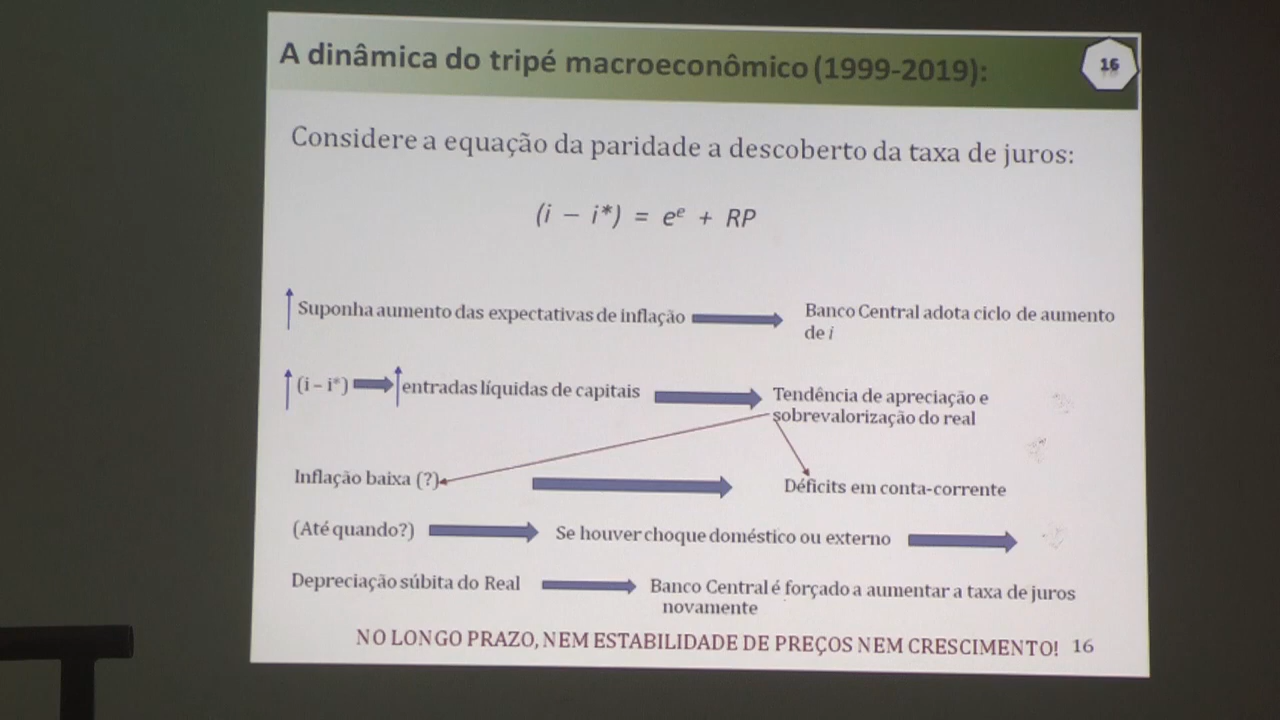 A dinâmica do tripé macroeconômico (1999-2019):
16
Considere a equação da paridade a descoberto da taxa de juros:
(i – i*) = eᵉ + RP
Suponha aumento das expectativas de inflação
Banco Central adota ciclo de aumento
de i
(i – i*)
entradas líquidas de capitais
Tendência de apreciação e
sobrevalorização do real
Inflação baixa (?)
Déficits em conta-corrente
(Até quando?)
Se houver choque doméstico ou externo
Depreciação súbita do Real
Banco Central é forçado a aumentar a taxa de juros
novamente
NO LONGO PRAZO, NEM ESTABILIDADE DE PREÇOS NEM CRESCIMENTO!
16